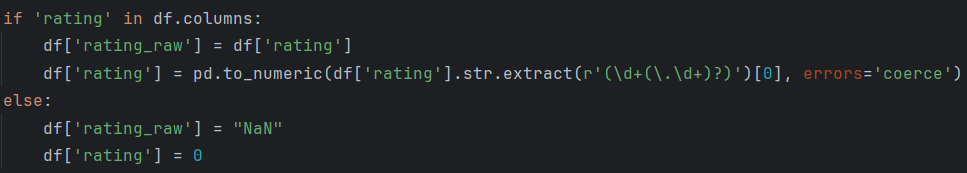 if 'rating' in df.columns:
    df['rating_raw'] = df['rating']
    df['rating'] = pd.to_numeric(df['rating'].str.extract(r'(\d+(\.\d+)?)')[0], errors='coerce')
else:
    df['rating_raw'] = "NaN"
    df['rating'] = 0